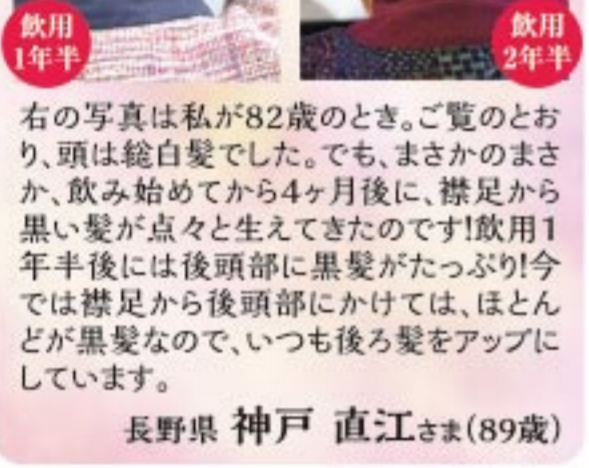 飲用
1年半
飲用
2年半
右の写真は私が82歳のとき。ご覧のとお
り、頭は総白髪でした。でも、まさかのまさ
か、飲み始めてから4ヶ月後に、襟足から
黒い髪が点々と生えてきたのです!飲用1
年半後には後頭部に黒髪がたっぷり!今
では襟足から後頭部にかけては、ほとん
どが黒髪なので、いつも後ろ髪をアップに
しています。
長野県 神戸 直江さま(89歳)